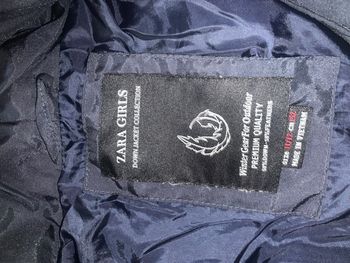 ZARA GIRLS
DOWN JACKET COLLECTION
Winter Gear For Outdoor
PREMIUM QUALITY
MADE IN VIETNAM